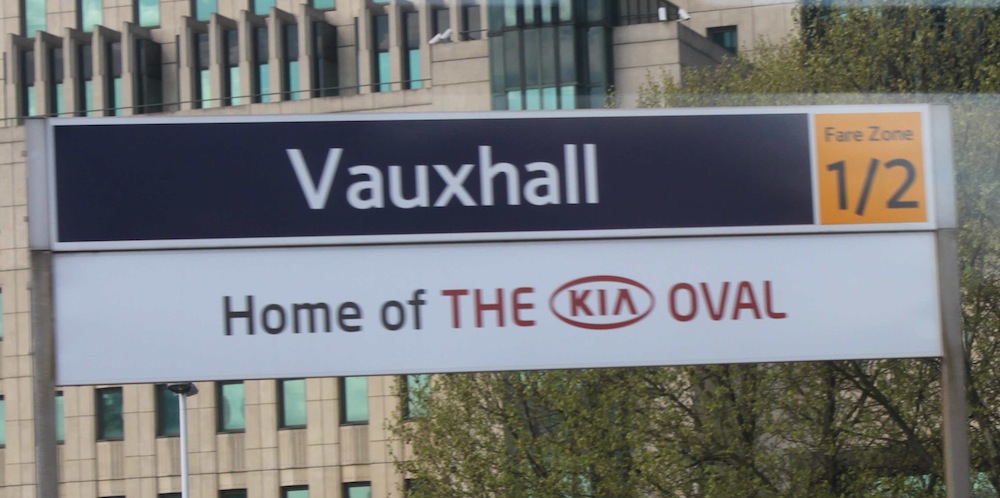 Vauxhall
Fare Zone
1/2
Home of THE KIA OVAL